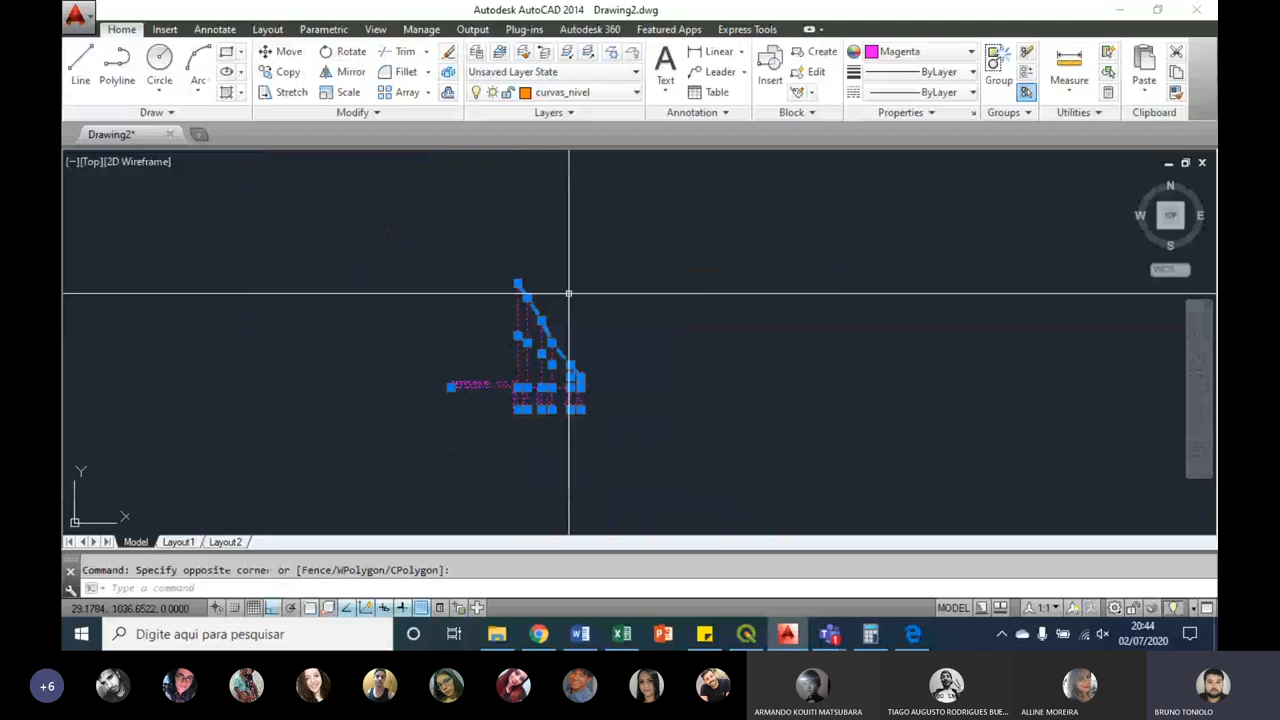 Autodesk AutoCAD 2014 Drawing2.dwg
Home Insert Annotate Layout Parametric View Manage Output Plug-ins Autodesk 360 Featured Apps Express Tools
Line Polyline Circle Arc
Move Rotate Trim
Copy Mirror Fillet
Stretch Scale Array
Unsaved Layer State
curvas_nivel
Text
Linear
Leader
Table
Insert
Create
Edit
Magenta
ByLayer
ByLayer
Group
Measure
Paste
Draw Modify Layers Annotation Block Properties Groups Utilities Clipboard
Drawing2*
[−][Top][2D Wireframe]
N
W TOP E
S
WCS
Y
X
Model Layout1 Layout2
Command: Specify opposite corner or [Fence/WPolygon/CPolygon]:
Type a command
29.1784, 1036.6522, 0.0000
MODEL
1:1
Digite aqui para pesquisar
20:44
02/07/2020
+6
ARMANDO KOUITI MATSUBARA
TIAGO AUGUSTO RODRIGUES BUE...
ALLINE MOREIRA
BRUNO TONIOLO